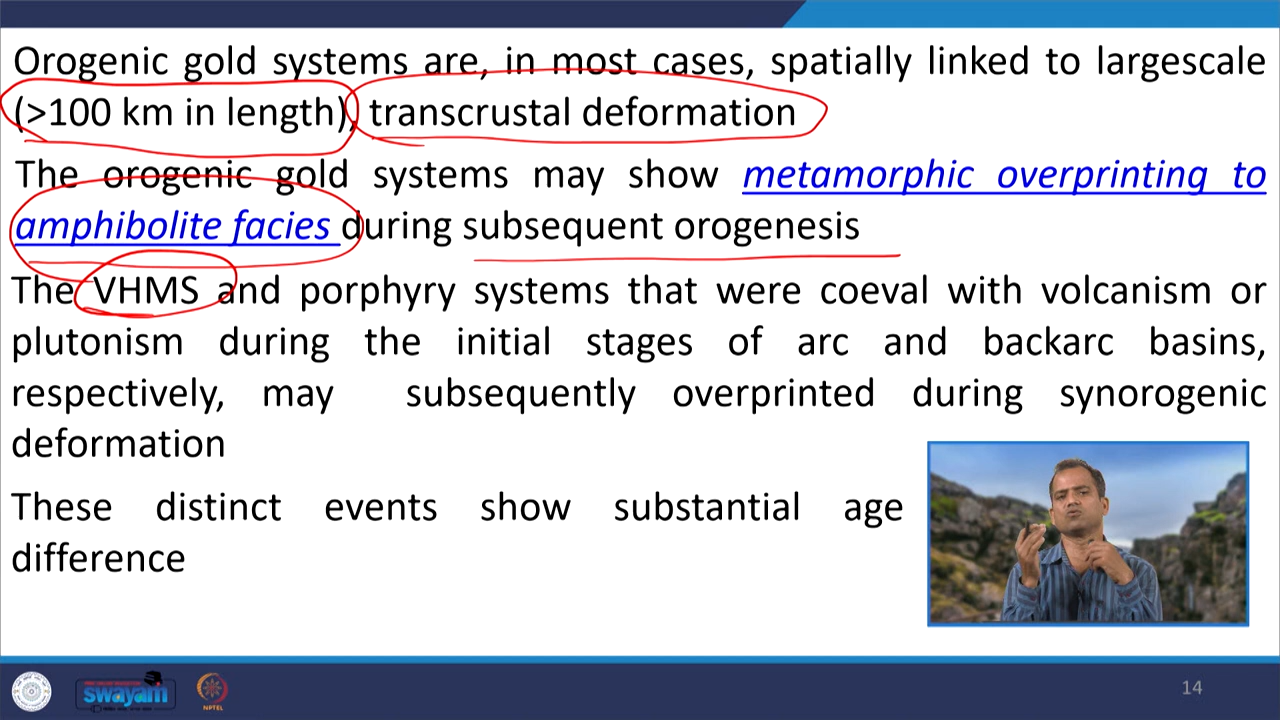 Orogenic gold systems are, in most cases, spatially linked to largescale
(>100 km in length), transcrustal deformation
The orogenic gold systems may show metamorphic overprinting to
amphibolite facies during subsequent orogenesis
The VHMS and porphyry systems that were coeval with volcanism or
plutonism during the initial stages of arc and backarc basins,
respectively, may subsequently overprinted during synorogenic
deformation
These distinct events show substantial age
difference
swayam
NPTEL
14